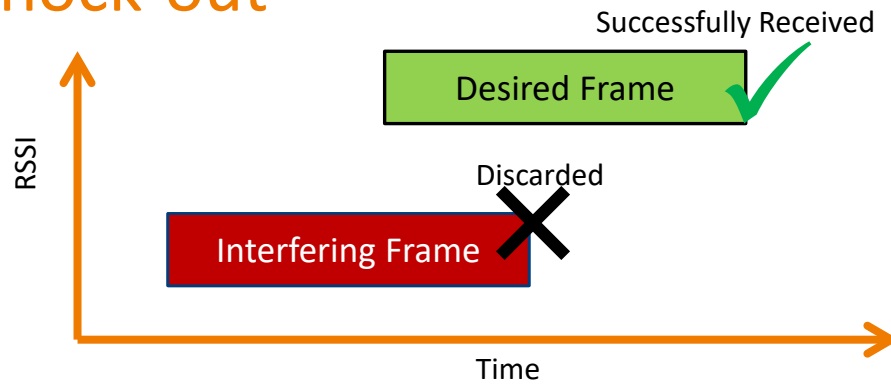 Successfully Received
Desired Frame
RSSI
Discarded
Interfering Frame
Time